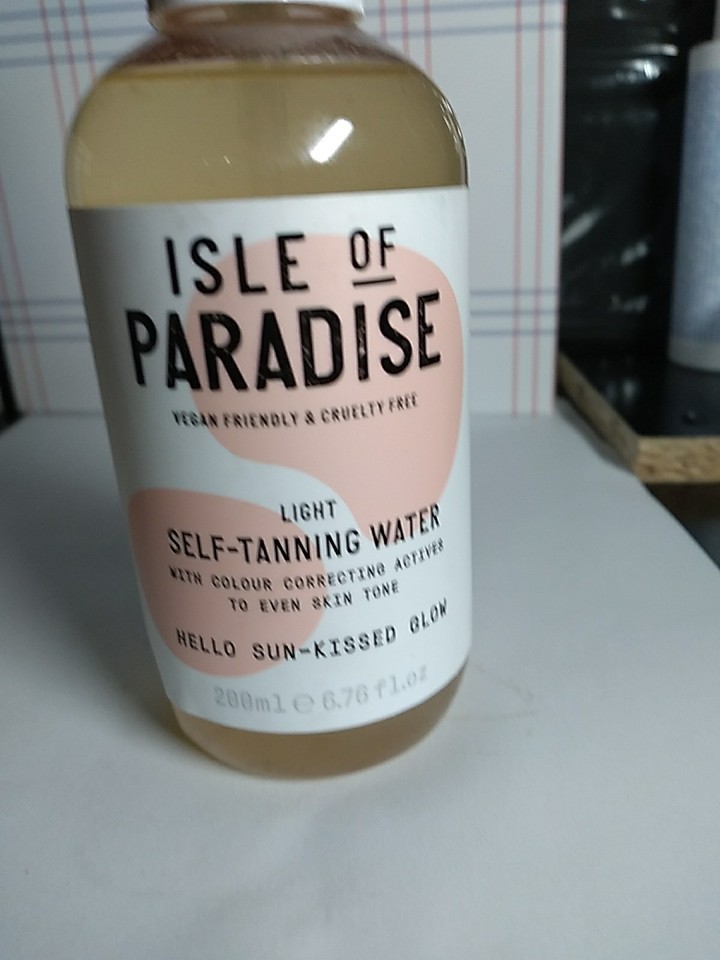 ISLE OF
PARADISE
VEGAN FRIENDLY & CRUELTY FREE
LIGHT
SELF-TANNING WATER
WITH COLOUR CORRECTING ACTIVES
TO EVEN SKIN TONE
HELLO SUN-KISSED GLOW
200ml ℮ 6.76 fl.oz